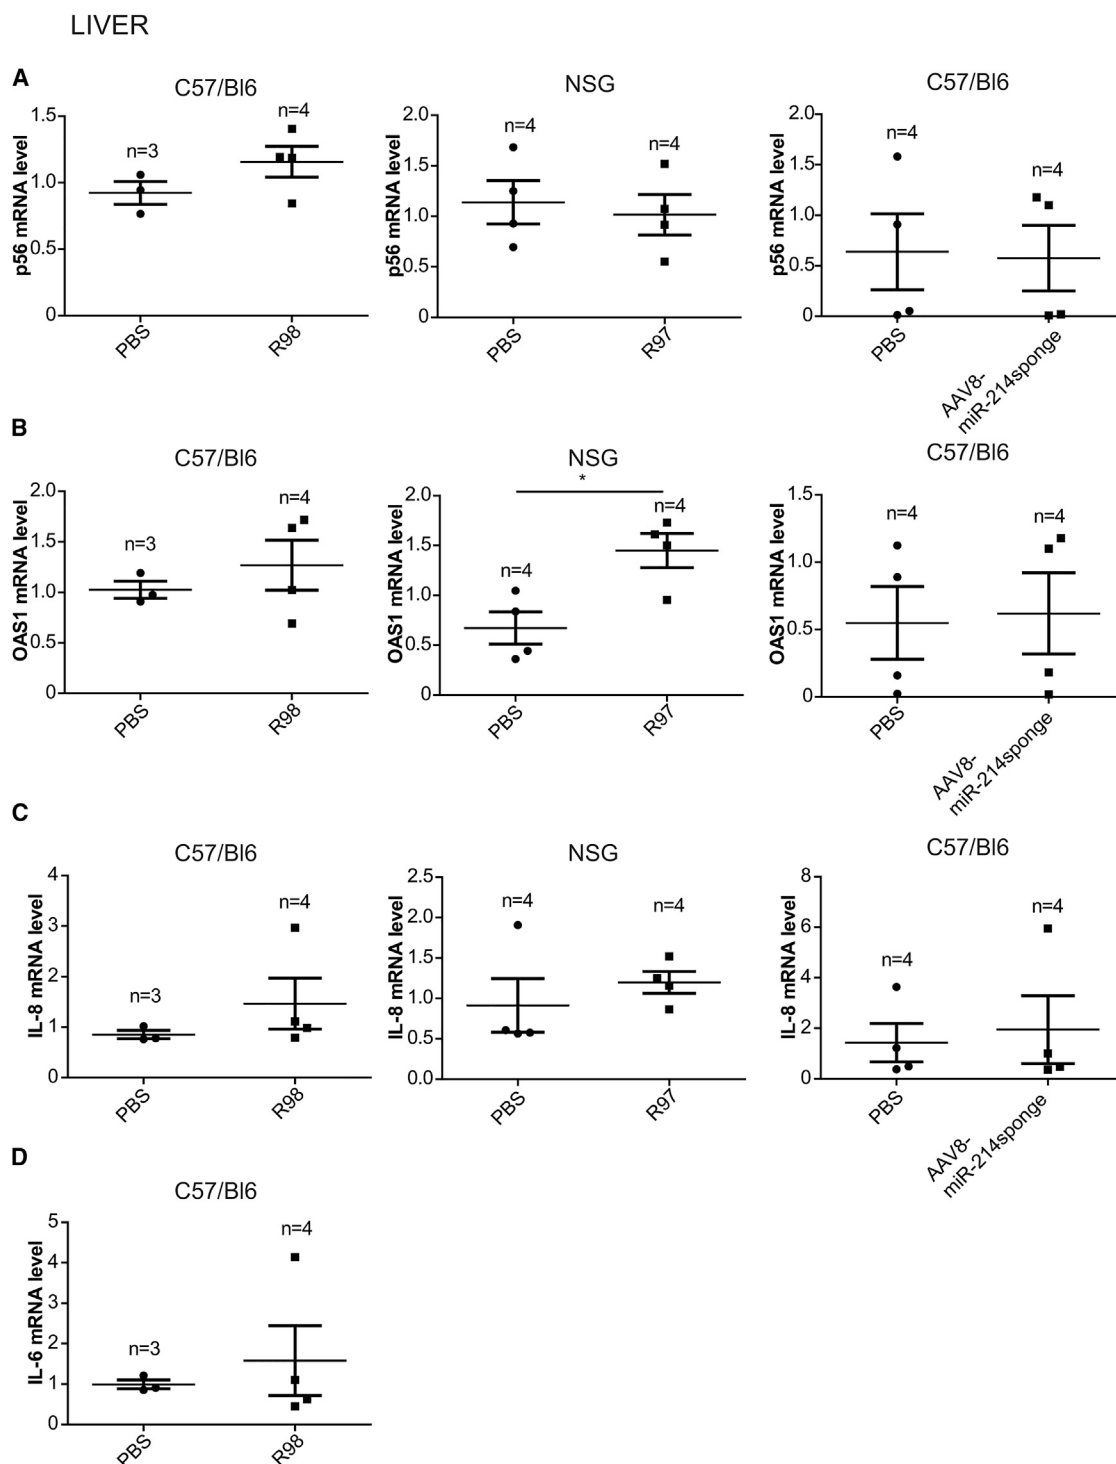 LIVER
A
C57/Bl6
NSG
C57/Bl6
p56 mRNA level
1.5
1.0
0.5
0
n=3
n=4
PBS
R98
p56 mRNA level
2.0
1.5
1.0
0.5
0
n=4
n=4
PBS
R97
p56 mRNA level
2.0
1.5
1.0
0.5
0
n=4
n=4
PBS
AAV8-
miR-214sponge
B
C57/Bl6
NSG
C57/Bl6
OAS1 mRNA level
2.0
1.5
1.0
0.5
0
n=3
n=4
PBS
R98
OAS1 mRNA level
2.0
1.5
1.0
0.5
0
*
n=4
n=4
PBS
R97
OAS1 mRNA level
1.5
1.0
0.5
0
n=4
n=4
PBS
AAV8-
miR-214sponge
C
C57/Bl6
NSG
C57/Bl6
IL-8 mRNA level
4
3
2
1
0
n=3
n=4
PBS
R98
IL-8 mRNA level
2.5
2.0
1.5
1.0
0.5
0.0
n=4
n=4
PBS
R97
IL-8 mRNA level
8
6
4
2
0
n=4
n=4
PBS
AAV8-
miR-214sponge
D
C57/Bl6
IL-6 mRNA level
5
4
3
2
1
0
n=3
n=4
PBS
R98